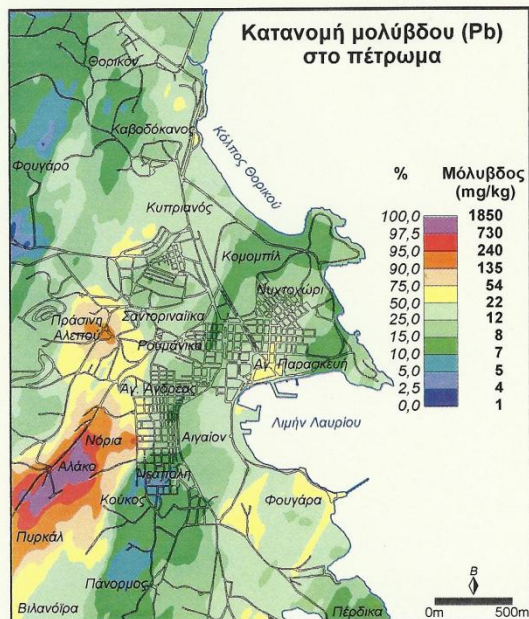 Κατανομή μολύβδου (Pb)
στο πέτρωμα
Θορικόν
Καβοδόκανος
Κόλπος Θορικού
Φουγάρο
% Μόλυβδος
(mg/kg)
Κυπριανός
100,0 1850
97,5 730
95,0 240
90,0 135
75,0 54
50,0 22
25,0 12
15,0 8
10,0 7
5,0 5
2,5 4
0,0 1
Κομομπίλ
Νυχτοχώρι
Σαντοριναίικα
Πράσινη
Αλεπού
Ρουμάνικα
Αγ. Παρασκευή
Αγ. Ανδρέας
Λιμήν Λαυρίου
Νόρια
Αιγαίον
Αλάκο
Νεάπολη
Κούκος
Φουγάρα
Πυρκάλ
Πάνορμος
Βιλανόϊρα
Πέρδικα
Β
0m 500m